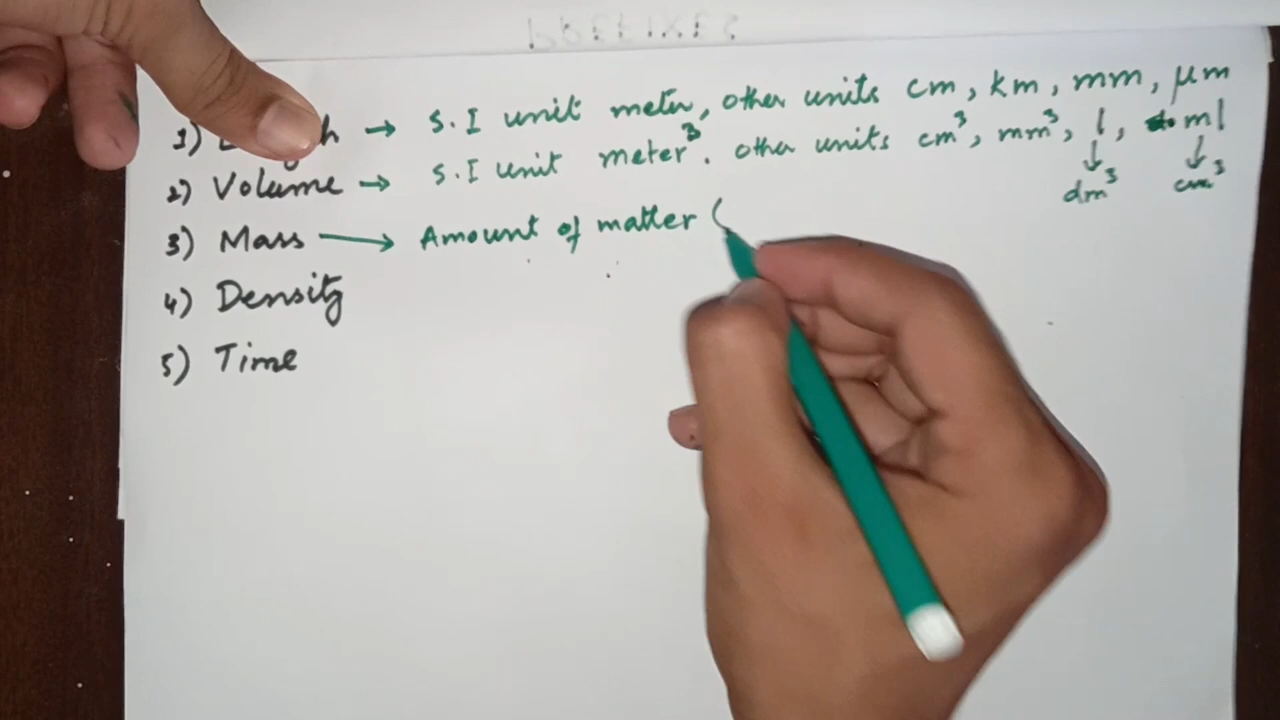 1) L h → S.I unit meter, other units cm, km, mm, μm
2) Volume → S.I unit meter³. other units cm³, mm³, l, ml
↓ dm³ ↓ cm³
3) Mass → Amount of matter (
4) Density
5) Time